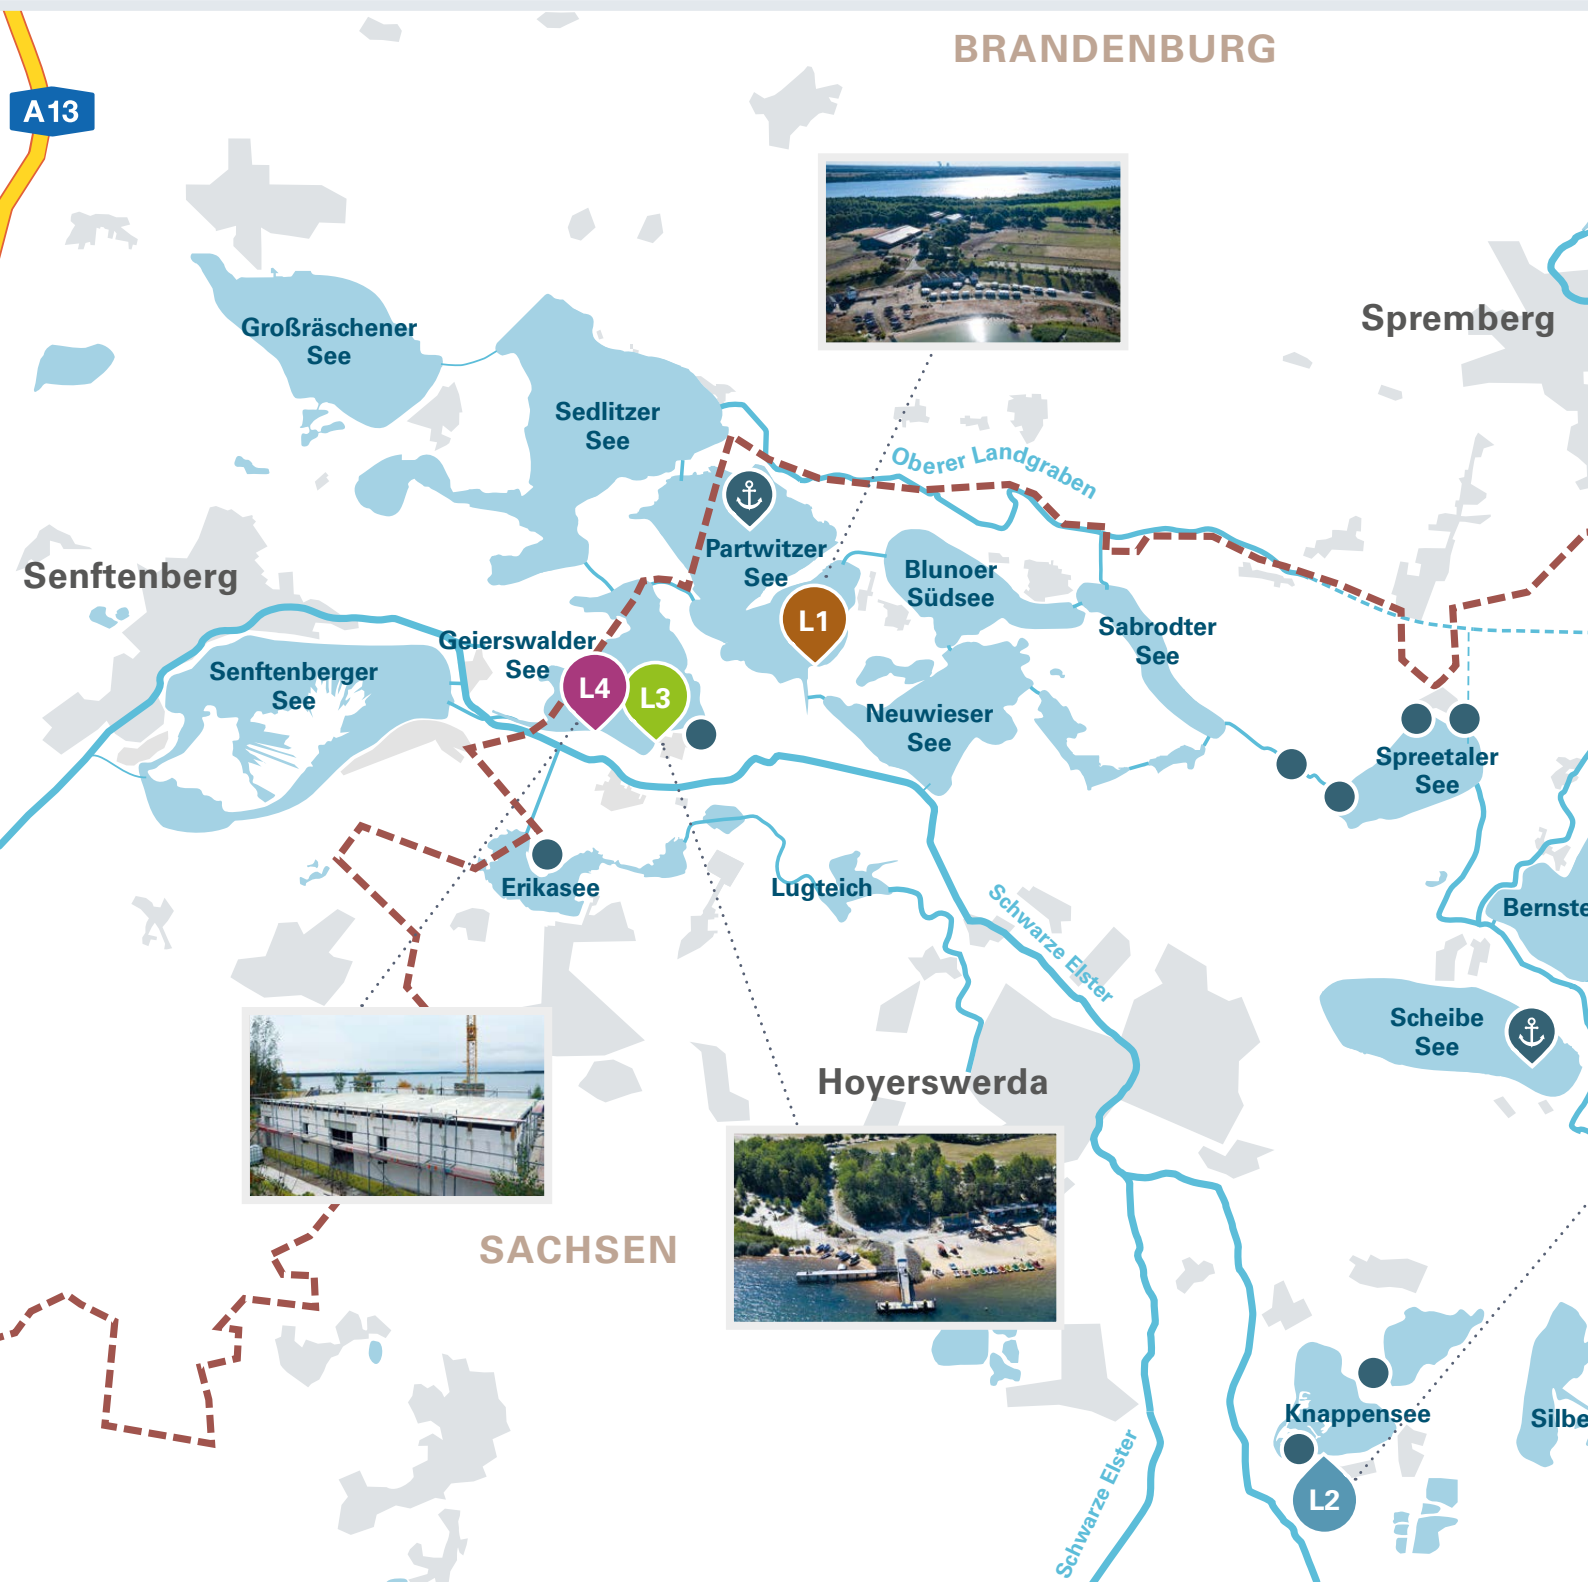 BRANDENBURG
A13
Spremberg
Großräschener
See
Sedlitzer
See
Oberer Landgraben
Partwitzer
See
Blunoer
Südsee
Senftenberg
L1
Sabrodter
See
Geierswalder
See
Senftenberger
See
L4
L3
Neuwieser
See
Spreetaler
See
Erikasee
Lugteich
Schwarze Elster
Bernste
Scheibe
See
Hoyerswerda
SACHSEN
Knappensee
Silbe
Schwarze Elster
L2